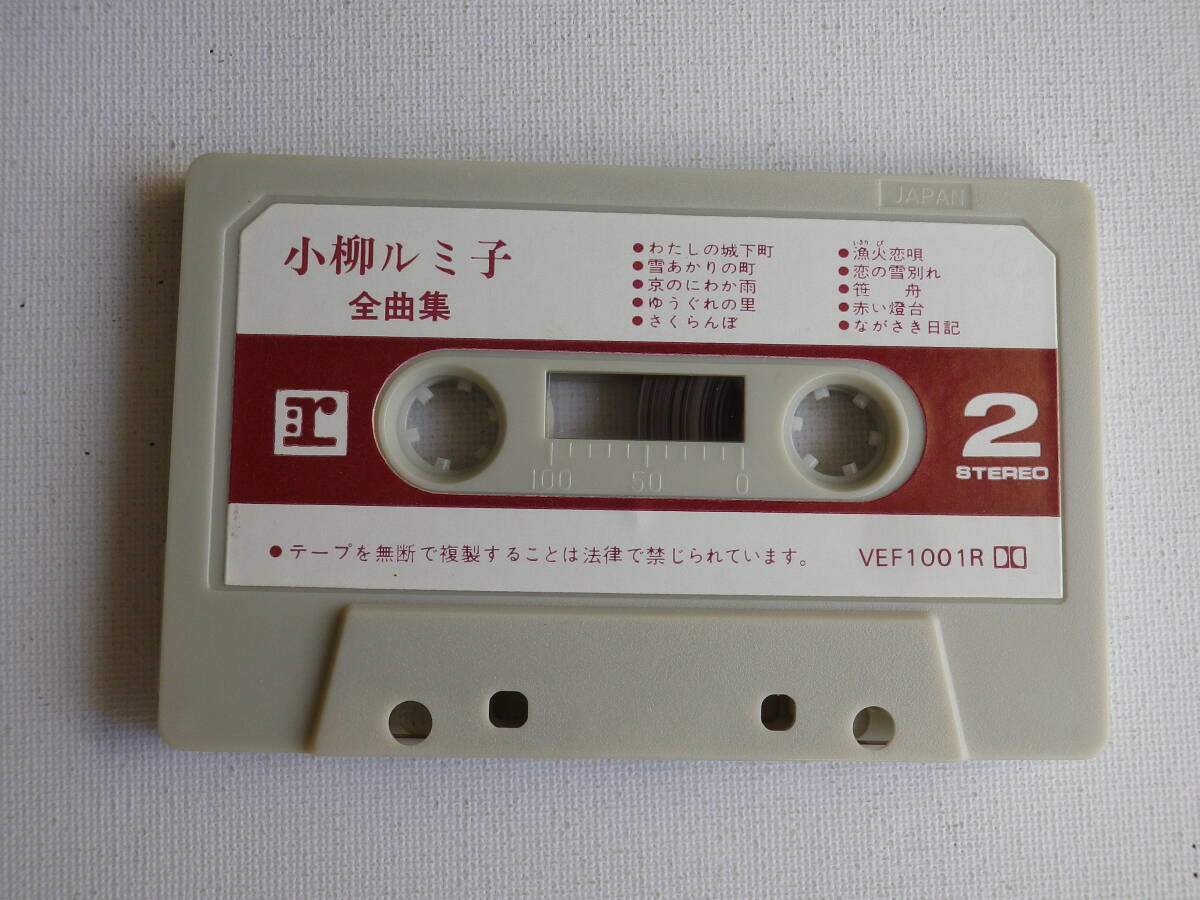 JAPAN
小柳ルミ子
全曲集
●わたしの城下町
●雪あかりの町
●京のにわか雨
●ゆうぐれの里
●さくらんぼ
いさり び
●漁火恋唄
●恋の雪別れ
●笹　舟
●赤い燈台
●ながさき日記
r
2
STEREO
100 50 0
●テープを無断で複製することは法律で禁じられています。 VEF1001R